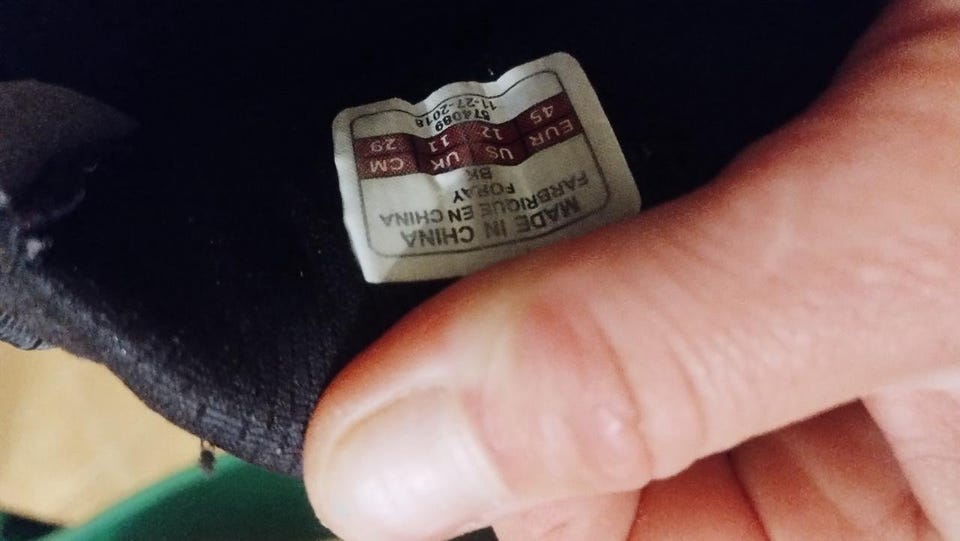 MADE IN CHINA
FARBRIQUE EN CHINA
FORAY
BK
EUR US UK CM
45 12 11 29
574089
11-27-2018